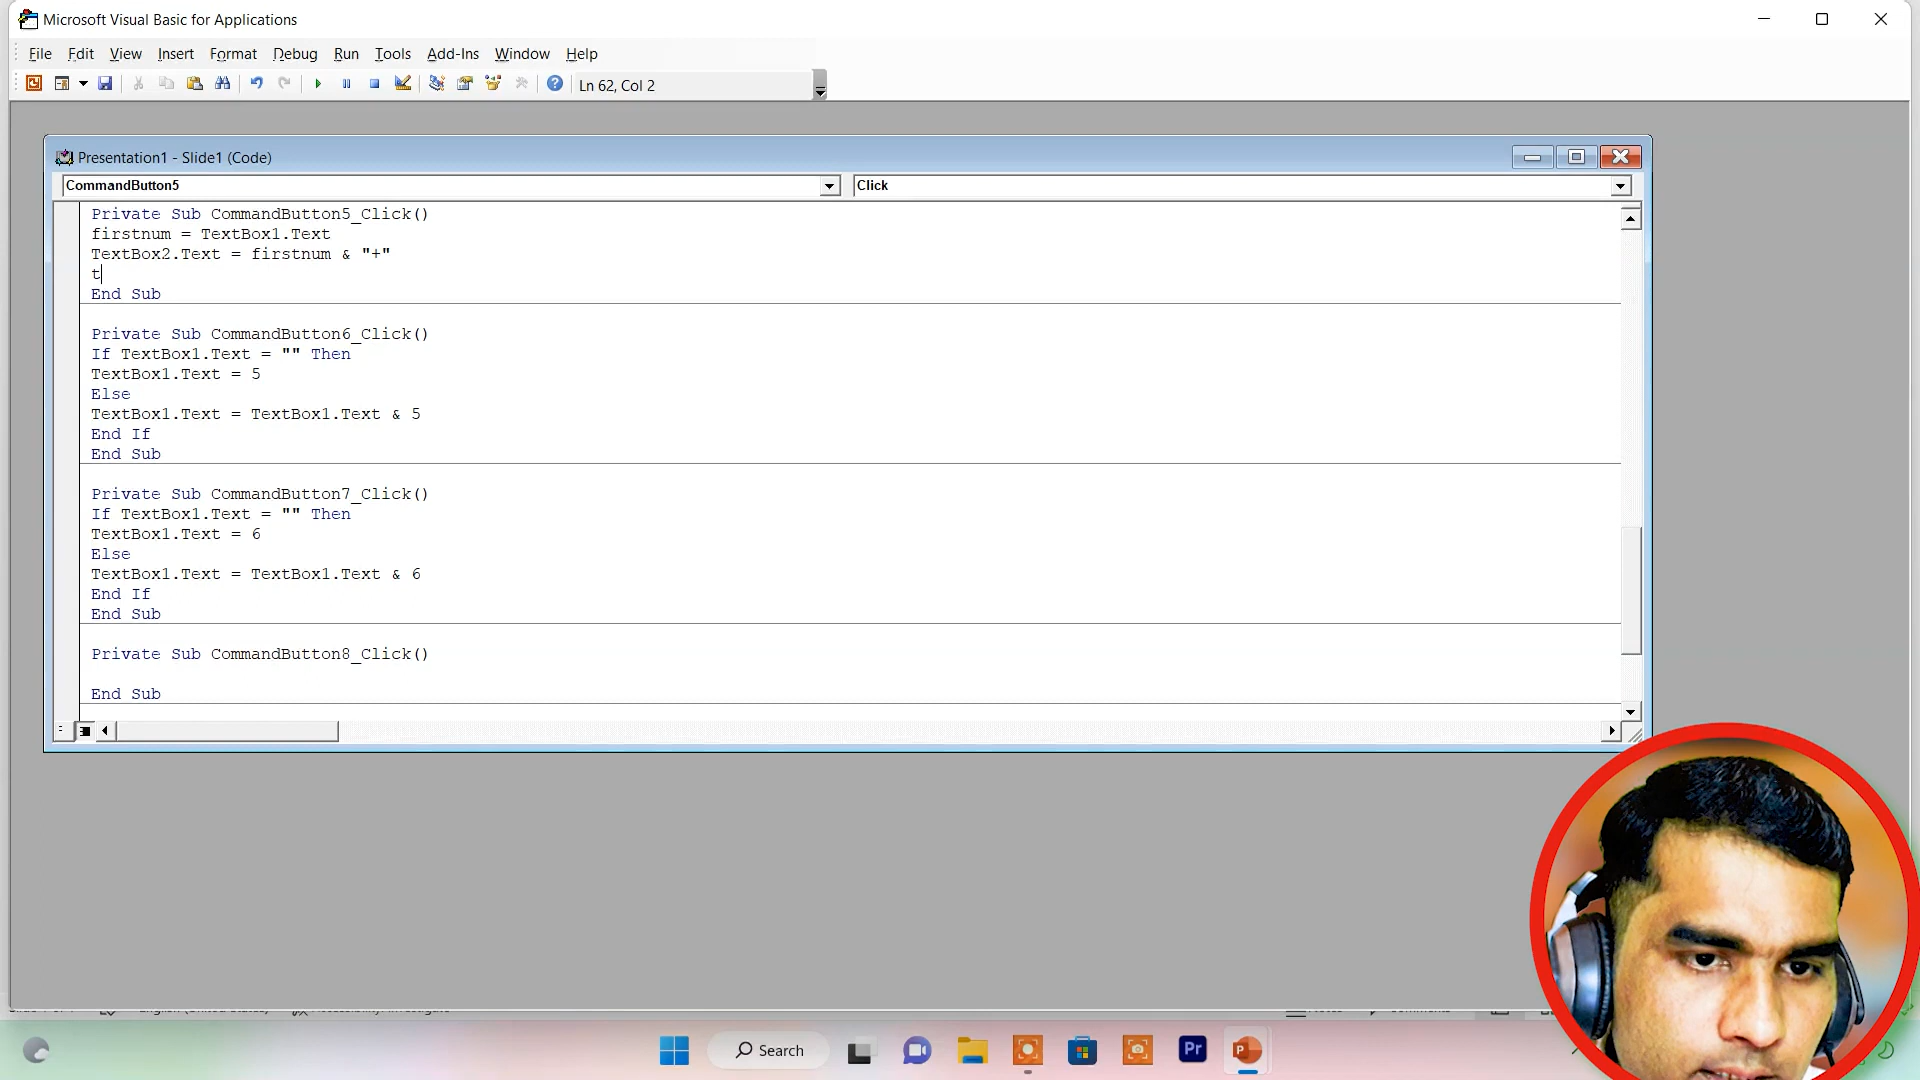 Microsoft Visual Basic for Applications
File Edit View Insert Format Debug Run Tools Add-Ins Window Help
Ln 62, Col 2
Presentation1 - Slide1 (Code)
CommandButton5 Click
Private Sub CommandButton5_Click()
firstnum = TextBox1.Text
TextBox2.Text = firstnum & "+"
t
End Sub
Private Sub CommandButton6_Click()
If TextBox1.Text = "" Then
TextBox1.Text = 5
Else
TextBox1.Text = TextBox1.Text & 5
End If
End Sub
Private Sub CommandButton7_Click()
If TextBox1.Text = "" Then
TextBox1.Text = 6
Else
TextBox1.Text = TextBox1.Text & 6
End If
End Sub
Private Sub CommandButton8_Click()
End Sub
Search
Pr
P